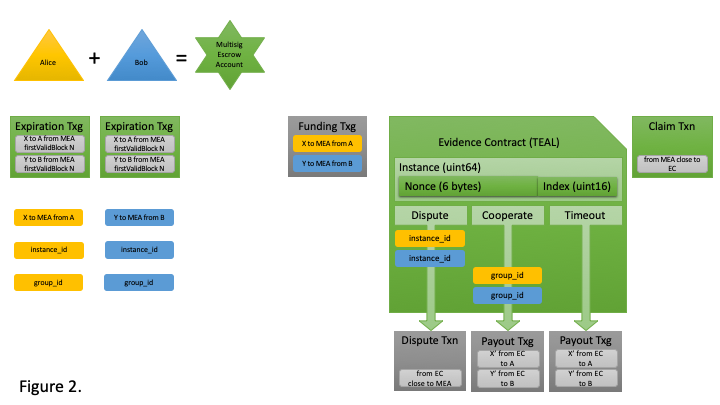 Alice
+
Bob
=
Multisig
Escrow
Account
Expiration Txg
X to A from MEA
firstValidBlock N
Y to B from MEA
firstValidBlock N
Expiration Txg
X to A from MEA
firstValidBlock N
Y to B from MEA
firstValidBlock N
Funding Txg
X to MEA from A
Y to MEA from B
Evidence Contract (TEAL)
Instance (uint64)
Nonce (6 bytes)
Index (uint16)
Dispute
Cooperate
Timeout
instance_id
instance_id
group_id
group_id
Claim Txn
from MEA close to
EC
X to MEA from A
Y to MEA from B
instance_id
instance_id
group_id
group_id
Dispute Txn
from EC
close to MEA
Payout Txg
X’ from EC
to A
Y’ from EC
to B
Payout Txg
X’ from EC
to A
Y’ from EC
to B
Figure 2.